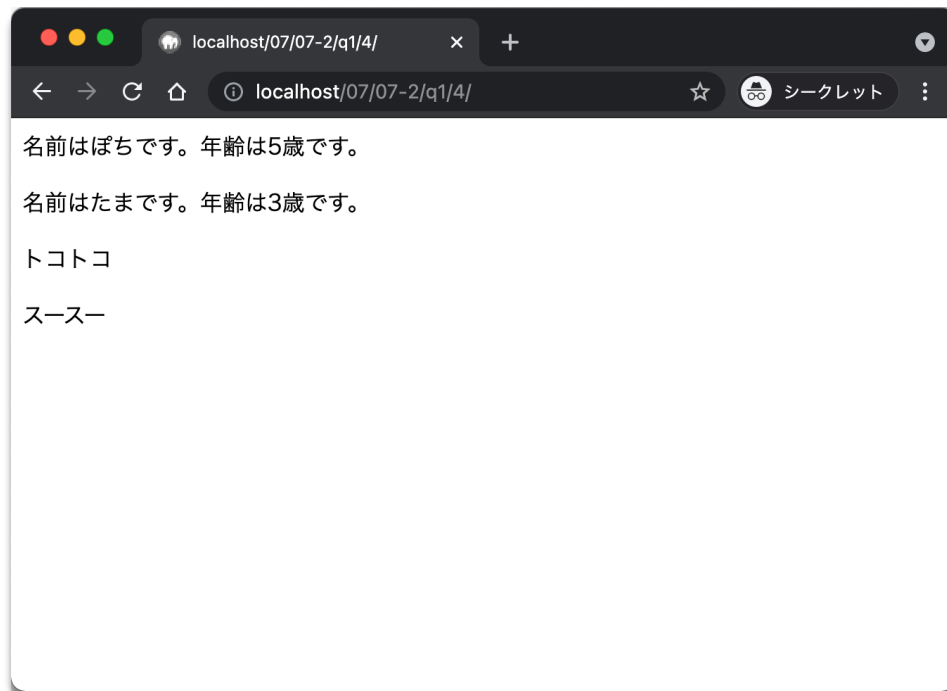 localhost/07/07-2/q1/4/
localhost/07/07-2/q1/4/ シークレット
名前はぽちです。年齢は5歳です。
名前はたまです。年齢は3歳です。
トコトコ
スースー